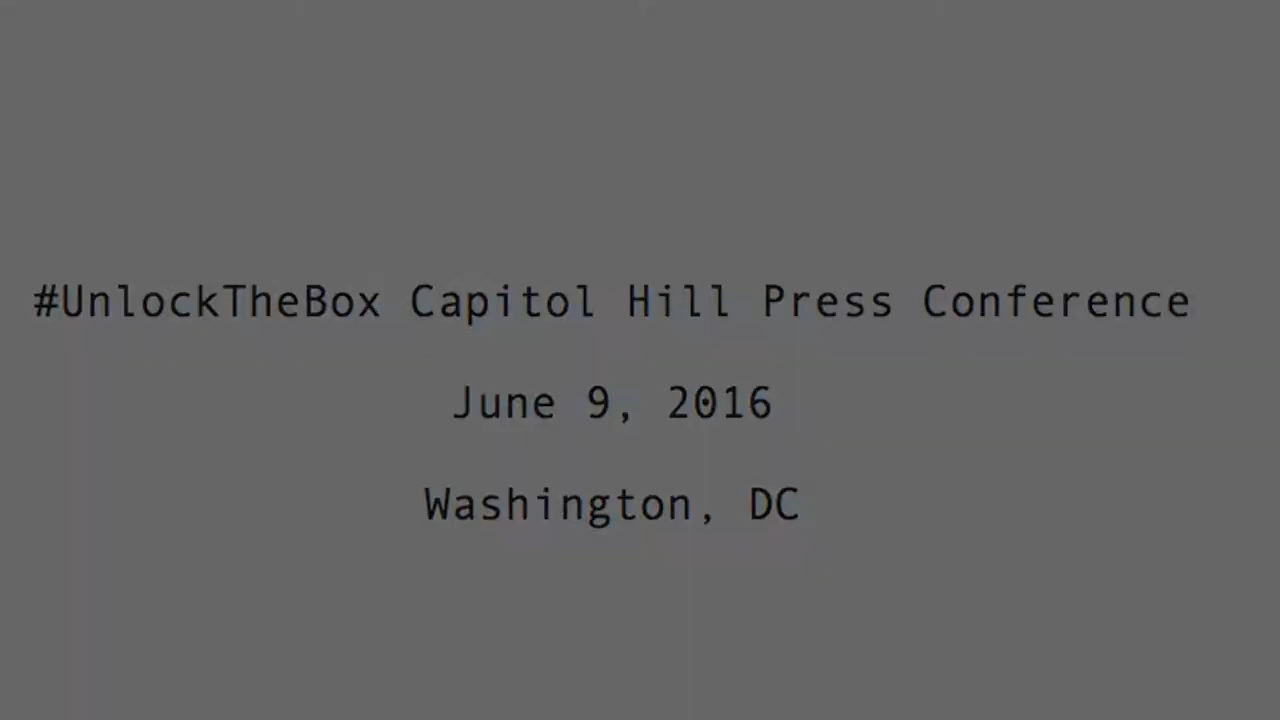 #UnlockTheBox Capitol Hill Press Conference
June 9, 2016
Washington, DC